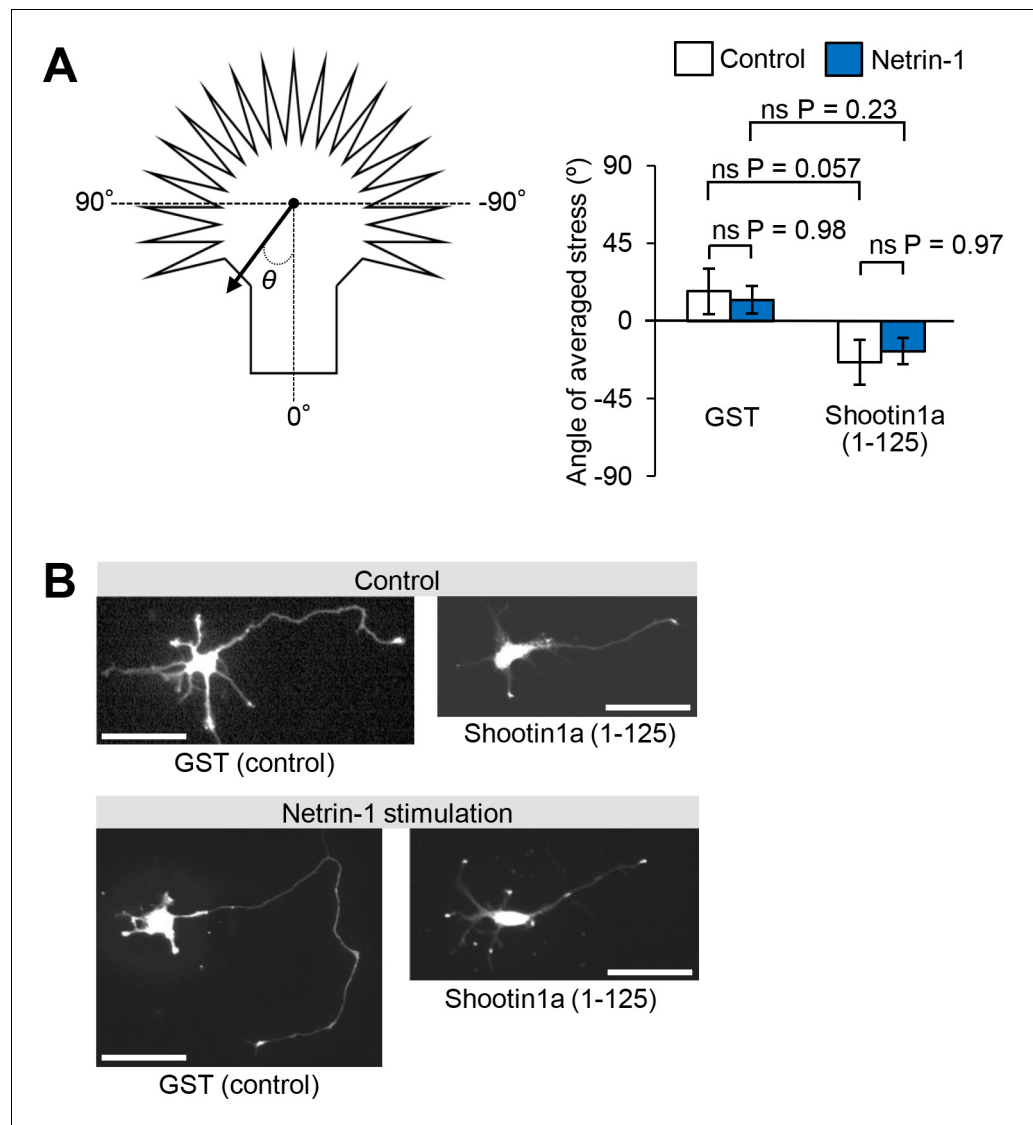 A
Control
Netrin-1
90°
-90°
θ
0°
Angle of averaged stress (º)
90
45
0
-45
-90
ns P = 0.23
ns P = 0.057
ns P = 0.98
ns P = 0.97
GST
Shootin1a
(1-125)
B
Control
GST (control)
Shootin1a (1-125)
Netrin-1 stimulation
GST (control)
Shootin1a (1-125)